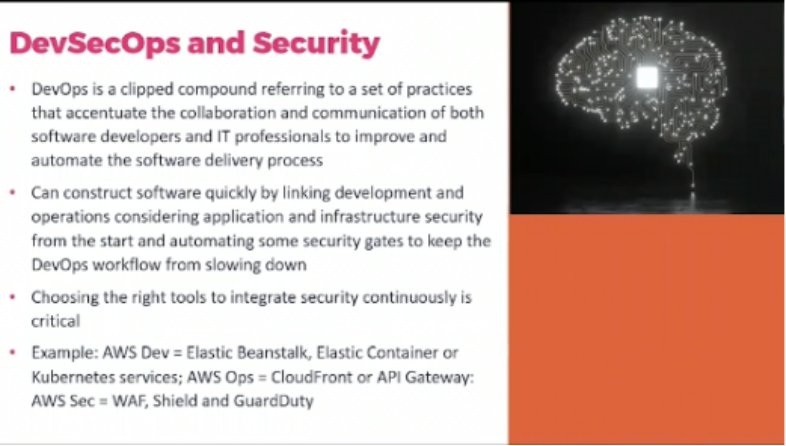 DevSecOps and Security
• DevOps is a clipped compound referring to a set of practices
that accentuate the collaboration and communication of both
software developers and IT professionals to improve and
automate the software delivery process
• Can construct software quickly by linking development and
operations considering application and infrastructure security
from the start and automating some security gates to keep the
DevOps workflow from slowing down
• Choosing the right tools to integrate security continuously is
critical
• Example: AWS Dev = Elastic Beanstalk, Elastic Container or
Kubernetes services; AWS Ops = CloudFront or API Gateway:
AWS Sec = WAF, Shield and GuardDuty